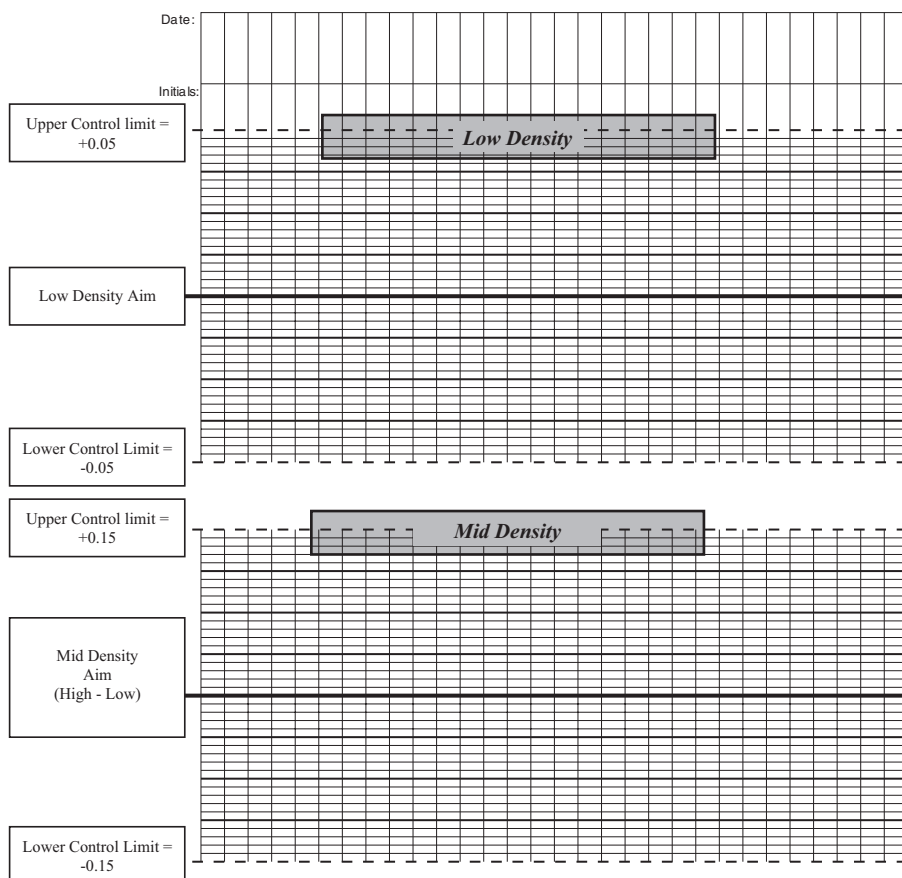 Date:
Initials:
Upper Control limit =
+0.05
Low Density
Low Density Aim
Lower Control Limit =
-0.05
Upper Control limit =
+0.15
Mid Density
Mid Density
Aim
(High - Low)
Lower Control Limit =
-0.15